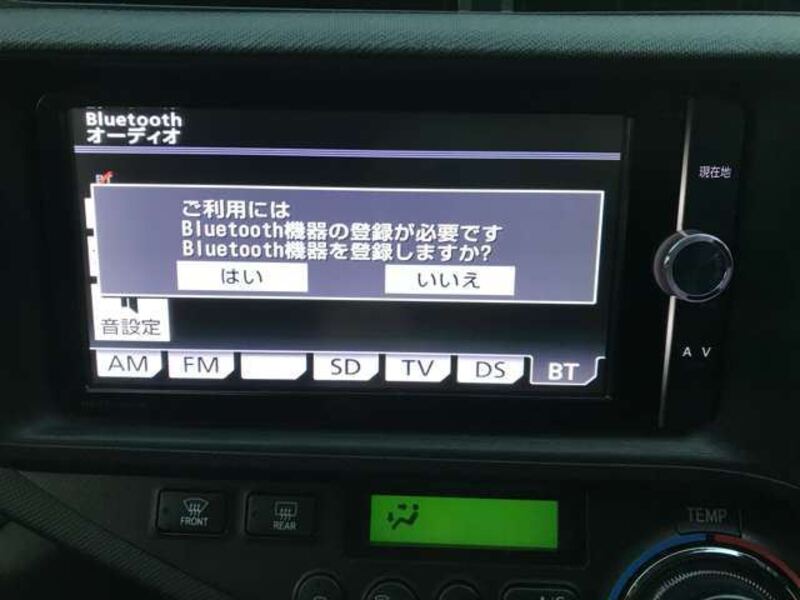 Bluetooth
オーディオ
ご利用には
Bluetooth機器の登録が必要です
Bluetooth機器を登録しますか?
はい
いいえ
音設定
AM
FM
SD
TV
DS
BT
現在地
AV
FRONT
REAR
TEMP